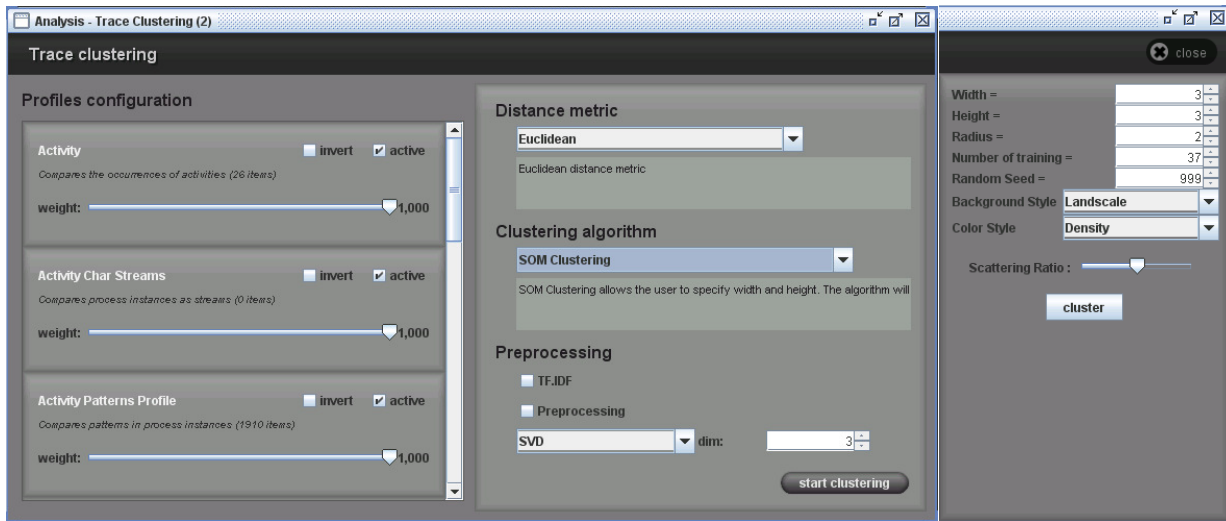 Analysis - Trace Clustering (2)
Trace clustering
Profiles configuration
Activity
invert
active
Compares the occurrences of activities (26 items)
weight:
1,000
Activity Char Streams
invert
active
Compares process instances as streams (0 items)
weight:
1,000
Activity Patterns Profile
invert
active
Compares patterns in process instances (1910 items)
weight:
1,000
Distance metric
Euclidean
Euclidean distance metric
Clustering algorithm
SOM Clustering
SOM Clustering allows the user to specify width and height. The algorithm will
Preprocessing
TF.IDF
Preprocessing
SVD
dim:
3
start clustering
close
Width =
3
Height =
3
Radius =
2
Number of training =
37
Random Seed =
999
Background Style
Landscale
Color Style
Density
Scattering Ratio :
cluster